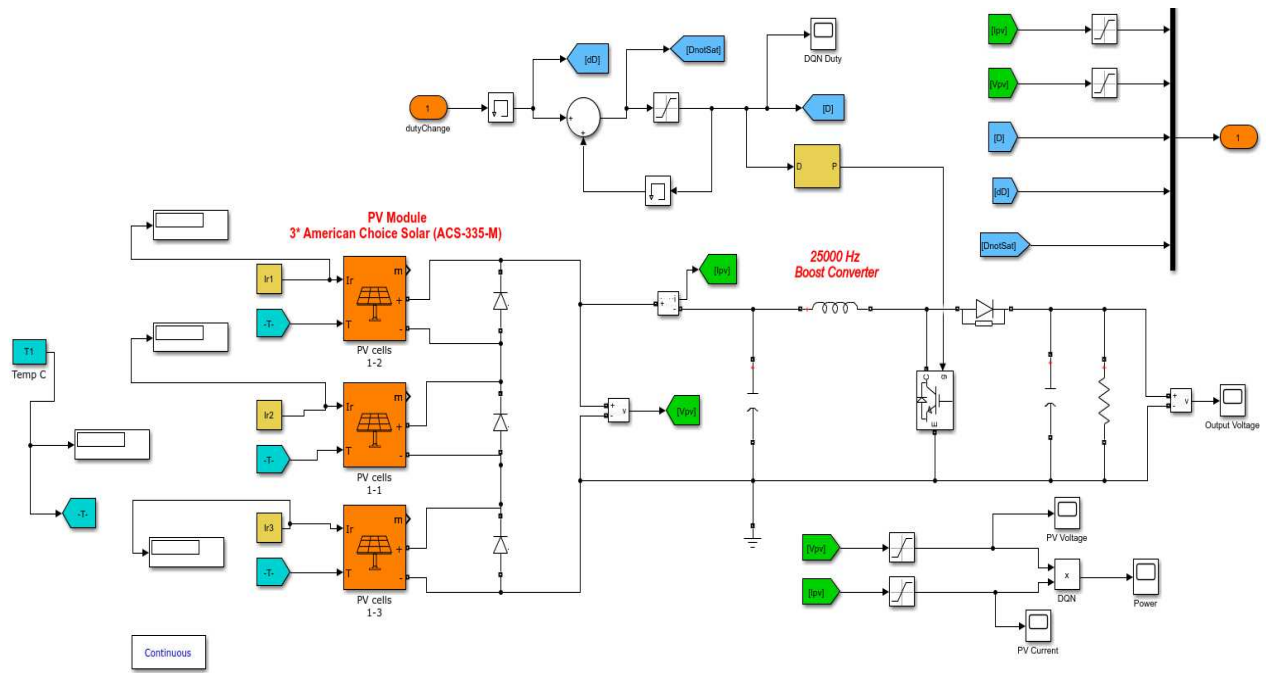 [Ipv]
[dD]
[DnotSat]
DQN Duty
[Vpv]
1
dutyChange
+
+
[D]
[D]
1
D
P
[dD]
PV Module
3* American Choice Solar (ACS-335-M)
[DnotSat]
25000 Hz
Boost Converter
[Ipv]
Ir1
Ir
m
+
-T-
T
-
PV cells
1-2
+
i
-
T1
Temp C
Ir2
Ir
m
+
-T-
T
-
PV cells
1-1
+
-
v
[Vpv]
C
g
E
+
-
v
Output Voltage
-T-
Ir3
Ir
m
+
-T-
T
-
PV cells
1-3
[Vpv]
PV Voltage
[Ipv]
x
DQN
Power
PV Current
Continuous